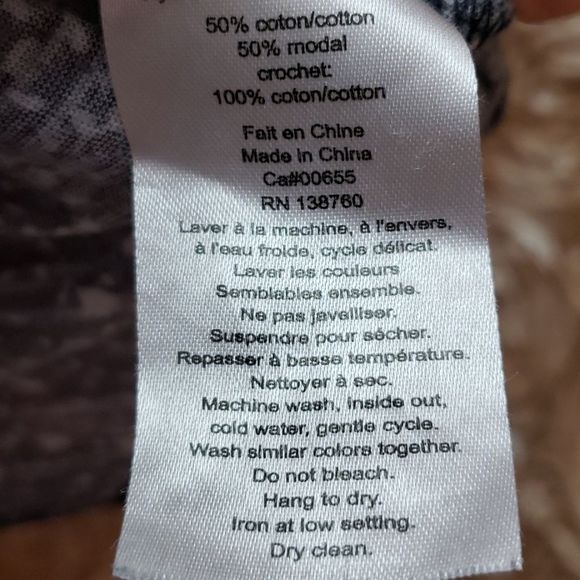 50% coton/cotton
50% modal
crochet:
100% coton/cotton
Fait en Chine
Made in China
Ca#00655
RN 138760
Laver à la machine, à l'envers,
à l'eau froide, cycle délicat.
Laver les couleurs
Semblables ensemble.
Ne pas javelliser.
Suspendre pour sécher.
Repasser à basse température.
Nettoyer à sec.
Machine wash, inside out,
cold water, gentle cycle.
Wash similar colors together.
Do not bleach.
Hang to dry.
Iron at low setting.
Dry clean.